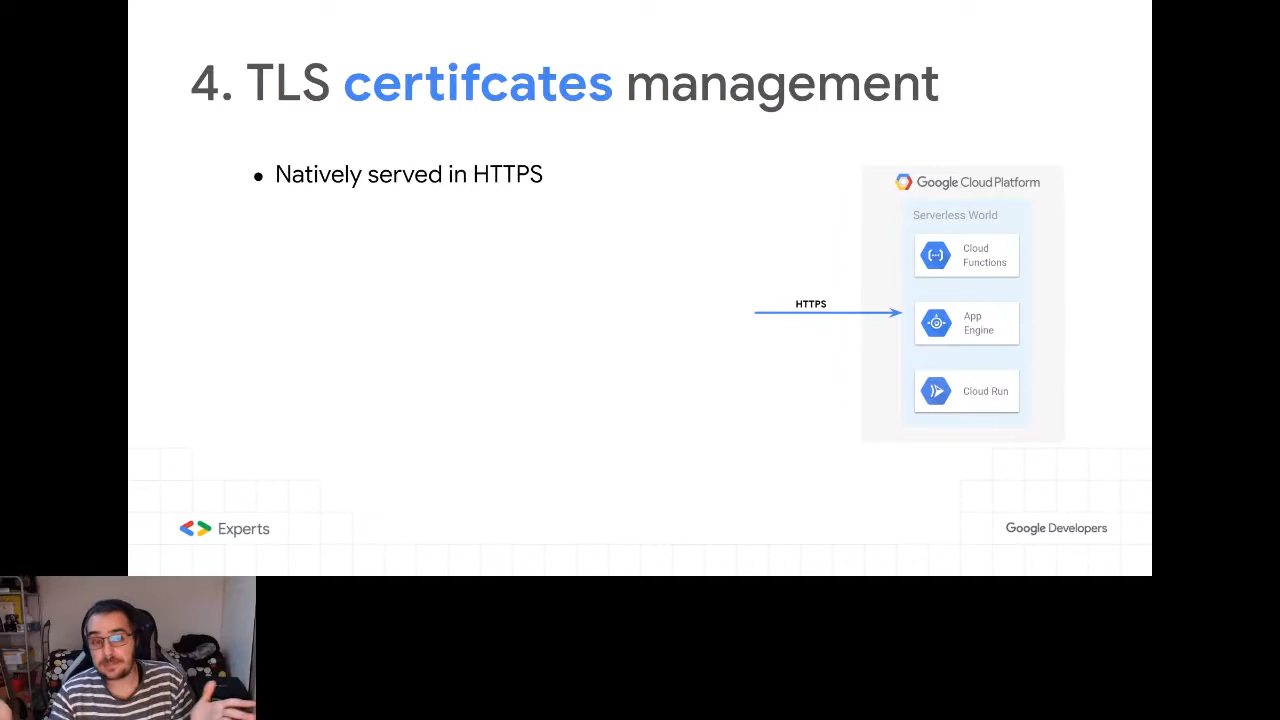 4. TLS certifcates management
● Natively served in HTTPS
Google Cloud Platform
Serverless World
Cloud
Functions
HTTPS
App
Engine
Cloud Run
Experts
Google Developers